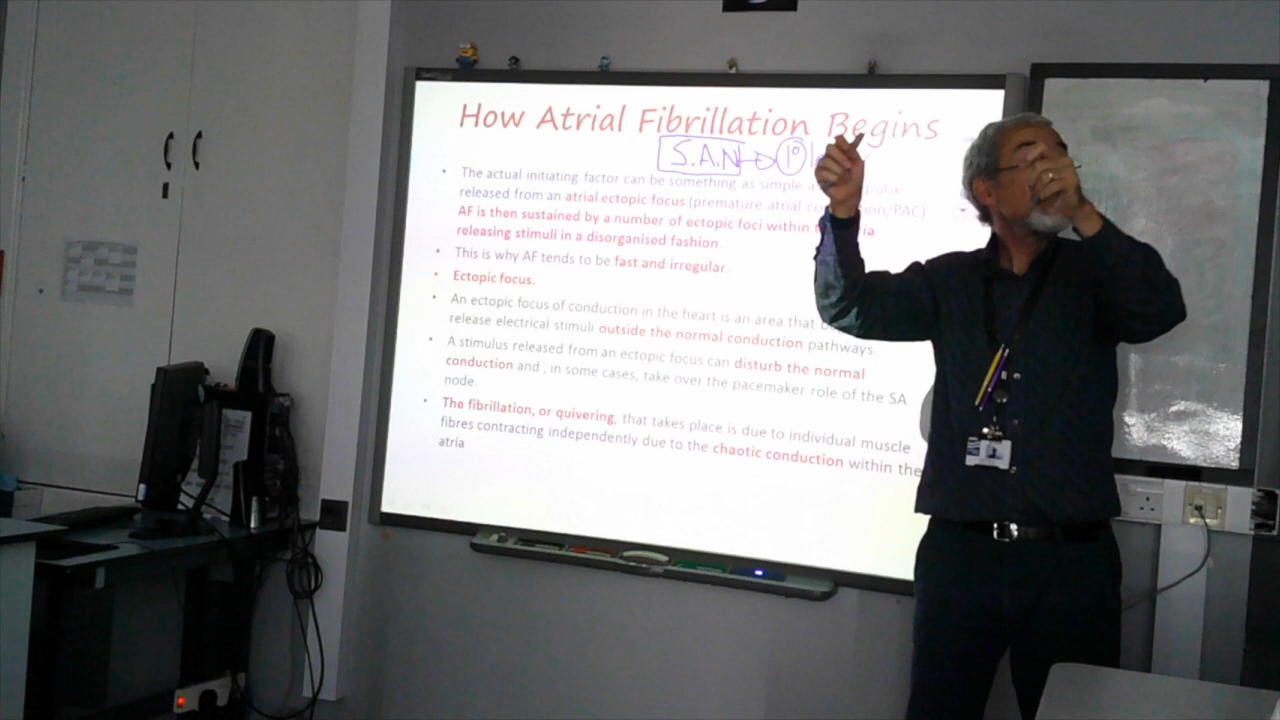 How Atrial Fibrillation Begins
S.A.N → 1°
• The actual initiating factor can be something as simple a
released from an atrial ectopic focus (premature atrial con /PAC)
AF is then sustained by a number of ectopic foci within
releasing stimuli in a disorganised fashion
• This is why AF tends to be fast and irregular
• Ectopic focus.
• An ectopic focus of conduction in the heart is an area that
release electrical stimuli outside the normal conduction pathways.
• A stimulus released from an ectopic focus can disturb the normal
conduction and , in some cases, take over the pacemaker role of the SA
node.
• The fibrillation, or quivering, that takes place is due to individual muscle
fibres contracting independently due to the chaotic conduction within the
atria